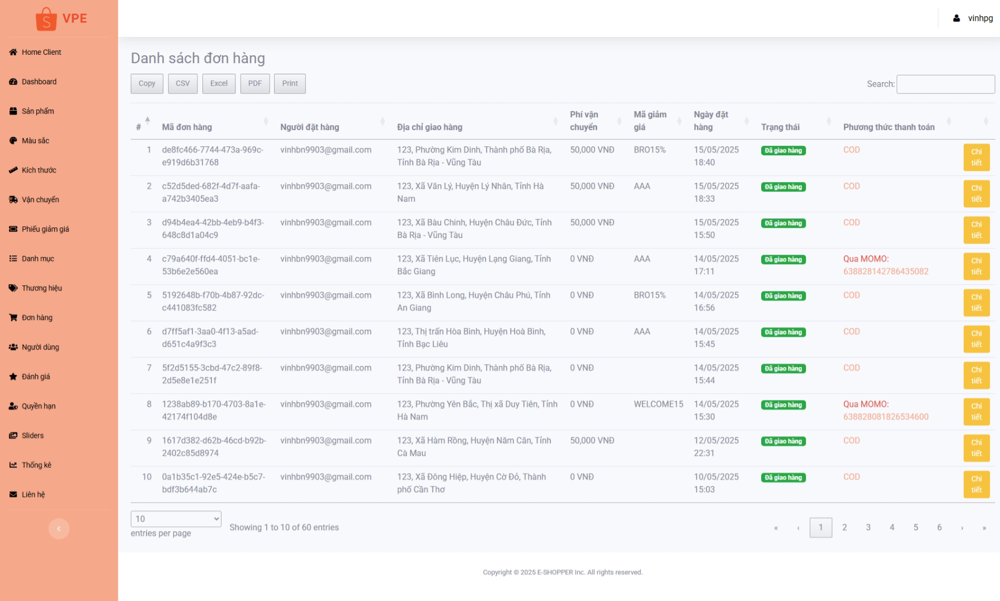 VPE
vinhpg
Home Client
Dashboard
Sản phẩm
Màu sắc
Kích thước
Vận chuyển
Phiếu giảm giá
Danh mục
Thương hiệu
Đơn hàng
Người dùng
Đánh giá
Quyền hạn
Sliders
Thống kê
Liên hệ
Danh sách đơn hàng
Copy CSV Excel PDF Print
Search:
# Mã đơn hàng Người đặt hàng Địa chỉ giao hàng Phí vận chuyển Mã giảm giá Ngày đặt hàng Trạng thái Phương thức thanh toán
1 de8fc466-7744-473a-969c- vinhbn9903@gmail.com 123, Phường Kim Dinh, Thành phố Bà Rịa, 50,000 VNĐ BRO15% 15/05/2025 Đã giao hàng COD Chi
e919d6b31768 Tỉnh Bà Rịa - Vũng Tàu 18:40 tiết
2 c52d5ded-682f-4d7f-aafa- vinhbn9903@gmail.com 123, Xã Văn Lý, Huyện Lý Nhân, Tỉnh Hà 50,000 VNĐ AAA 15/05/2025 Đã giao hàng COD Chi
a742b3405ea3 Nam 18:33 tiết
3 d94b4ea4-42bb-4eb9-b4f3- vinhbn9903@gmail.com 123, Xã Bàu Chinh, Huyện Châu Đức, Tỉnh 50,000 VNĐ 15/05/2025 Đã giao hàng COD Chi
648c8d1a04c9 Bà Rịa - Vũng Tàu 15:50 tiết
4 c79a640f-ffd4-4051-bc1e- vinhbn9903@gmail.com 123, Xã Tiên Lục, Huyện Lạng Giang, Tỉnh 0 VNĐ AAA 14/05/2025 Đã giao hàng Qua MOMO: Chi
53b6e2e560ea Bắc Giang 17:11 638828142786435082 tiết
5 5192648b-f70b-4b87-92dc- vinhbn9903@gmail.com 123, Xã Bình Long, Huyện Châu Phú, Tỉnh 0 VNĐ BRO15% 14/05/2025 Đã giao hàng COD Chi
c441083fc582 An Giang 16:56 tiết
6 d7ff5af1-3aa0-4f13-a5ad- vinhbn9903@gmail.com 123, Thị trấn Hòa Bình, Huyện Hoà Bình, 0 VNĐ AAA 14/05/2025 Đã giao hàng COD Chi
d651c4a9f3c3 Tỉnh Bạc Liêu 15:45 tiết
7 5f2d5155-3cbd-47c2-89f8- vinhbn9903@gmail.com 123, Phường Kim Dinh, Thành phố Bà Rịa, 0 VNĐ 14/05/2025 Đã giao hàng COD Chi
2d5e8e1e251f Tỉnh Bà Rịa - Vũng Tàu 15:44 tiết
8 1238ab89-b170-4703-8a1e- vinhbn9903@gmail.com 123, Phường Yên Bắc, Thị xã Duy Tiên, Tỉnh 0 VNĐ WELCOME15 14/05/2025 Đã giao hàng Qua MOMO: Chi
42174f104d8e Hà Nam 15:30 638828081826534600 tiết
9 1617d382-d62b-46cd-b92b- vinhbn9903@gmail.com 123, Xã Hàm Rồng, Huyện Năm Căn, Tỉnh 50,000 VNĐ 12/05/2025 Đã giao hàng COD Chi
2402c85d8974 Cà Mau 22:31 tiết
10 0a1b35c1-92e5-424e-b5c7- vinhbn9903@gmail.com 123, Xã Đông Hiệp, Huyện Cờ Đỏ, Thành 0 VNĐ 10/05/2025 Đã giao hàng COD Chi
bdf3b644ab7c phố Cần Thơ 15:03 tiết
10
entries per page
Showing 1 to 10 of 60 entries
« ‹ 1 2 3 4 5 6 › »
Copyright © 2025 E-SHOPPER Inc. All rights reserved.